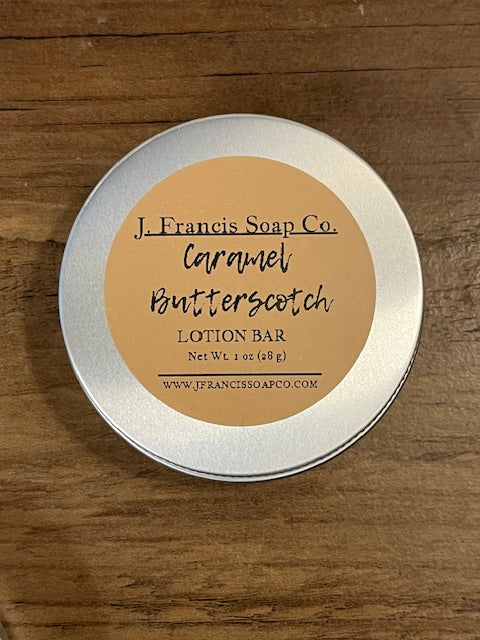 J. Francis Soap Co.
Caramel
Butterscotch
LOTION BAR
Net Wt. 1 oz (28 g)
WWW.JFRANCISSOAPCO.COM